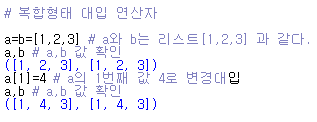 # 복합형태 대입 연산자
a=b=[1,2,3] # a와 b는 리스트[1,2,3] 과 같다.
a,b # a,b 값 확인
([1, 2, 3], [1, 2, 3])
a[1]=4 # a의 1번째 값 4로 변경대입
a,b # a,b 값 확인
([1, 4, 3], [1, 4, 3])